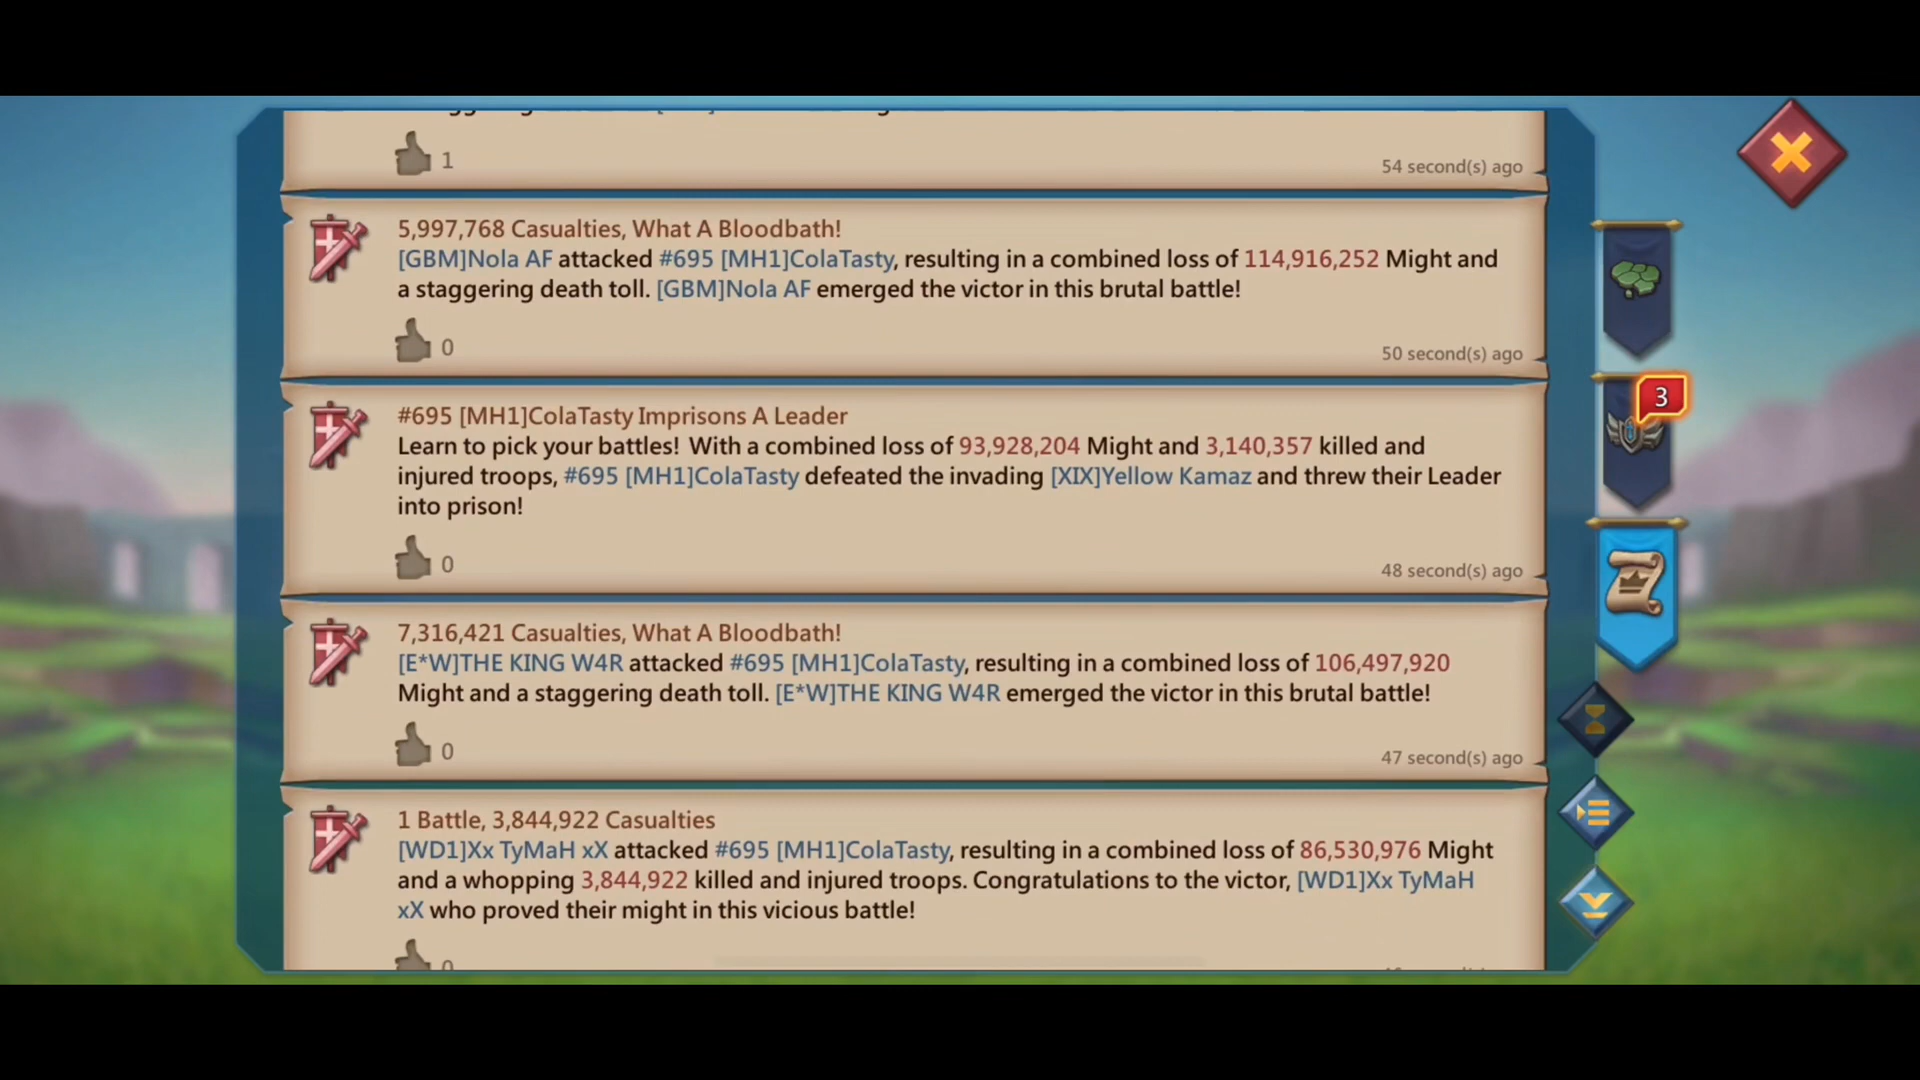 1
54 second(s) ago
5,997,768 Casualties, What A Bloodbath!
[GBM]Nola AF attacked #695 [MH1]ColaTasty, resulting in a combined loss of 114,916,252 Might and
a staggering death toll. [GBM]Nola AF emerged the victor in this brutal battle!
0
50 second(s) ago
3
#695 [MH1]ColaTasty Imprisons A Leader
Learn to pick your battles! With a combined loss of 93,928,204 Might and 3,140,357 killed and
injured troops, #695 [MH1]ColaTasty defeated the invading [XIX]Yellow Kamaz and threw their Leader
into prison!
0
48 second(s) ago
7,316,421 Casualties, What A Bloodbath!
[E*W]THE KING W4R attacked #695 [MH1]ColaTasty, resulting in a combined loss of 106,497,920
Might and a staggering death toll. [E*W]THE KING W4R emerged the victor in this brutal battle!
0
47 second(s) ago
1 Battle, 3,844,922 Casualties
[WD1]Xx TyMaH xX attacked #695 [MH1]ColaTasty, resulting in a combined loss of 86,530,976 Might
and a whopping 3,844,922 killed and injured troops. Congratulations to the victor, [WD1]Xx TyMaH
xX who proved their might in this vicious battle!
0